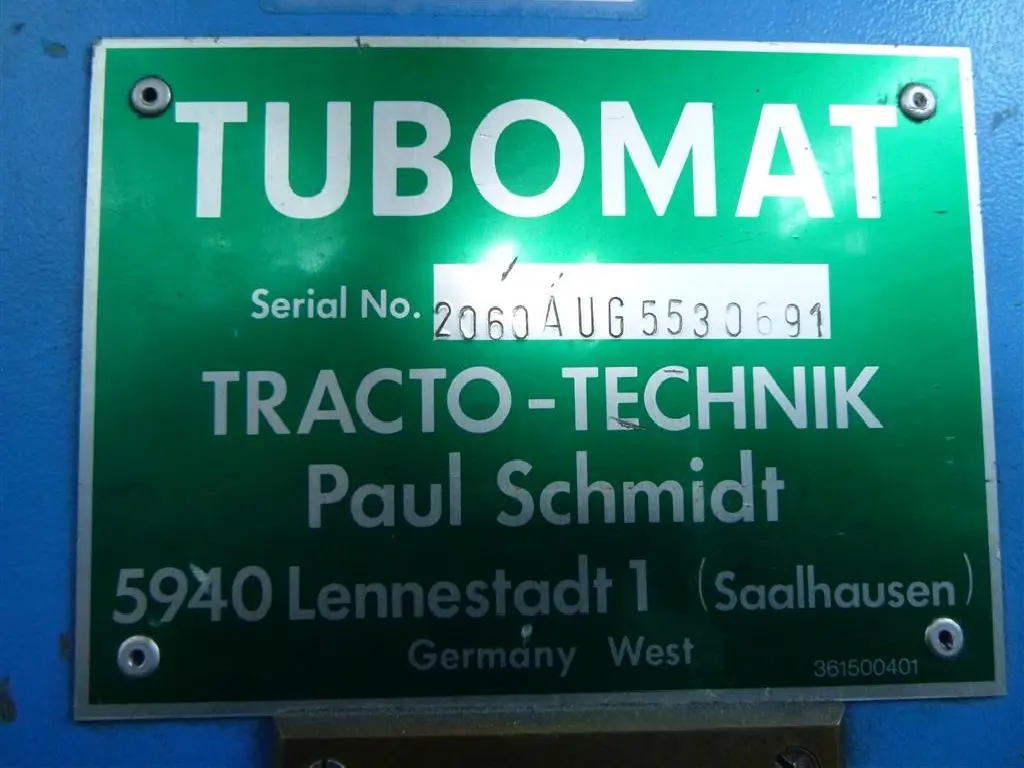 TUBOMAT
Serial No. 2060AUG5530691
TRACTO-TECHNIK
Paul Schmidt
5940 Lennestadt 1 (Saalhausen)
Germany West
361500401